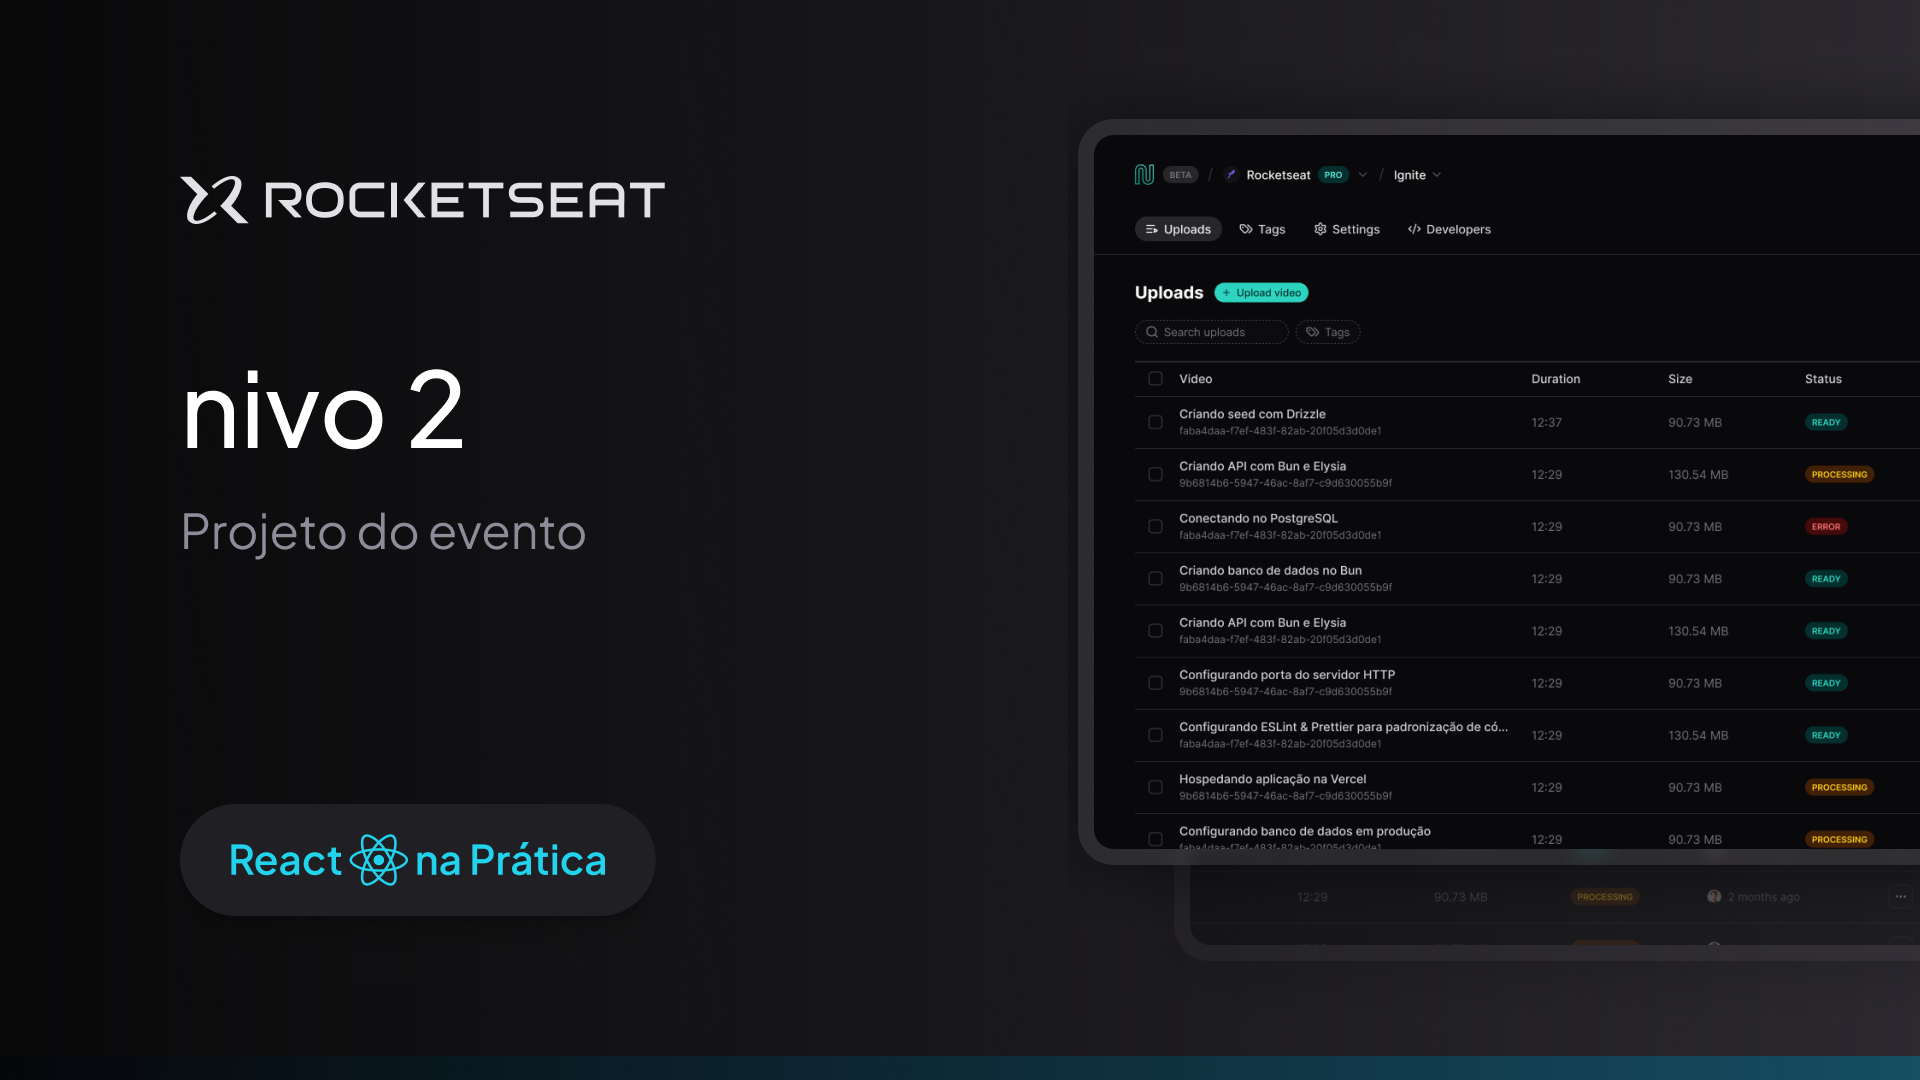 ROCKETSEAT
nivo 2
Projeto do evento
React na Prática
BETA / Rocketseat PRO / Ignite
Uploads Tags Settings Developers
Uploads + Upload video
Search uploads Tags
Video Duration Size Status
Criando seed com Drizzle
faba4daa-f7ef-483f-82ab-20f05d3d0de1
12:37 90.73 MB READY
Criando API com Bun e Elysia
9b6814b6-5947-46ac-8af7-c9d630055b9f
12:29 130.54 MB PROCESSING
Conectando no PostgreSQL
faba4daa-f7ef-483f-82ab-20f05d3d0de1
12:29 90.73 MB ERROR
Criando banco de dados no Bun
9b6814b6-5947-46ac-8af7-c9d630055b9f
12:29 90.73 MB READY
Criando API com Bun e Elysia
faba4daa-f7ef-483f-82ab-20f05d3d0de1
12:29 130.54 MB READY
Configurando porta do servidor HTTP
9b6814b6-5947-46ac-8af7-c9d630055b9f
12:29 90.73 MB READY
Configurando ESLint & Prettier para padronização de có...
faba4daa-f7ef-483f-82ab-20f05d3d0de1
12:29 130.54 MB READY
Hospedando aplicação na Vercel
9b6814b6-5947-46ac-8af7-c9d630055b9f
12:29 90.73 MB PROCESSING
Configurando banco de dados em produção
faba4daa-f7ef-483f-82ab-20f05d3d0de1
12:29 90.73 MB PROCESSING
12:29 90.73 MB PROCESSING 2 months ago